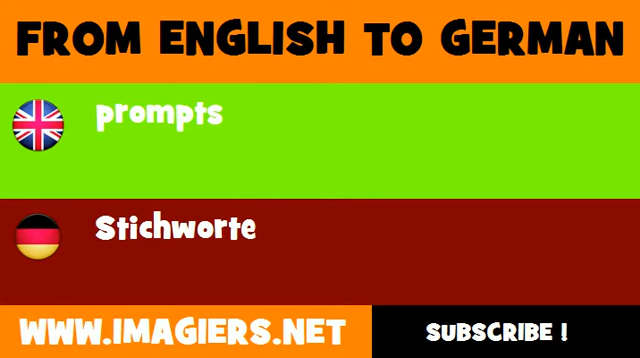 FROM ENGLISH TO GERMAN
prompts
Stichworte
WWW.IMAGIERS.NET
SUBSCRIBE !